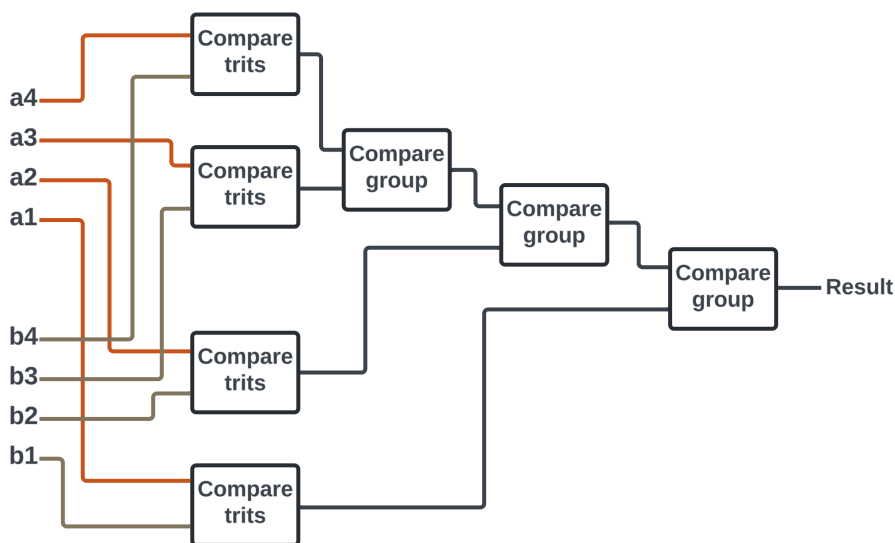 Compare
trits
a4
a3
a2
a1
Compare
trits
Compare
group
Compare
group
Compare
group
Result
b4
b3
b2
b1
Compare
trits
Compare
trits